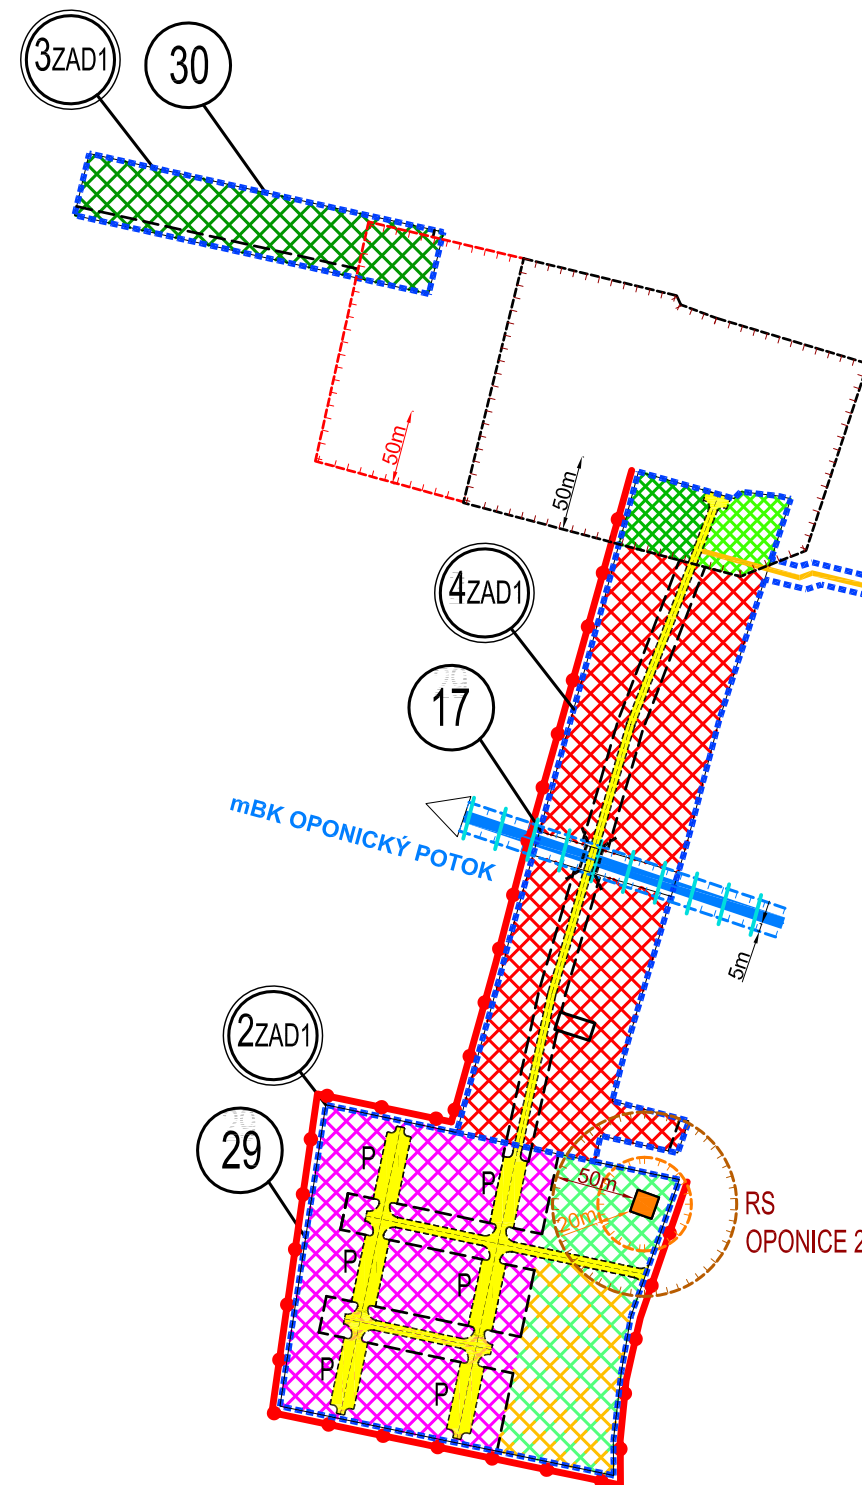 3ZAD1
30
50m
50m
4ZAD1
17
mBK OPONICKÝ POTOK
5m
2ZAD1
29
P
P
50m
20m
RS
OPONICE 2
P
P
P
P